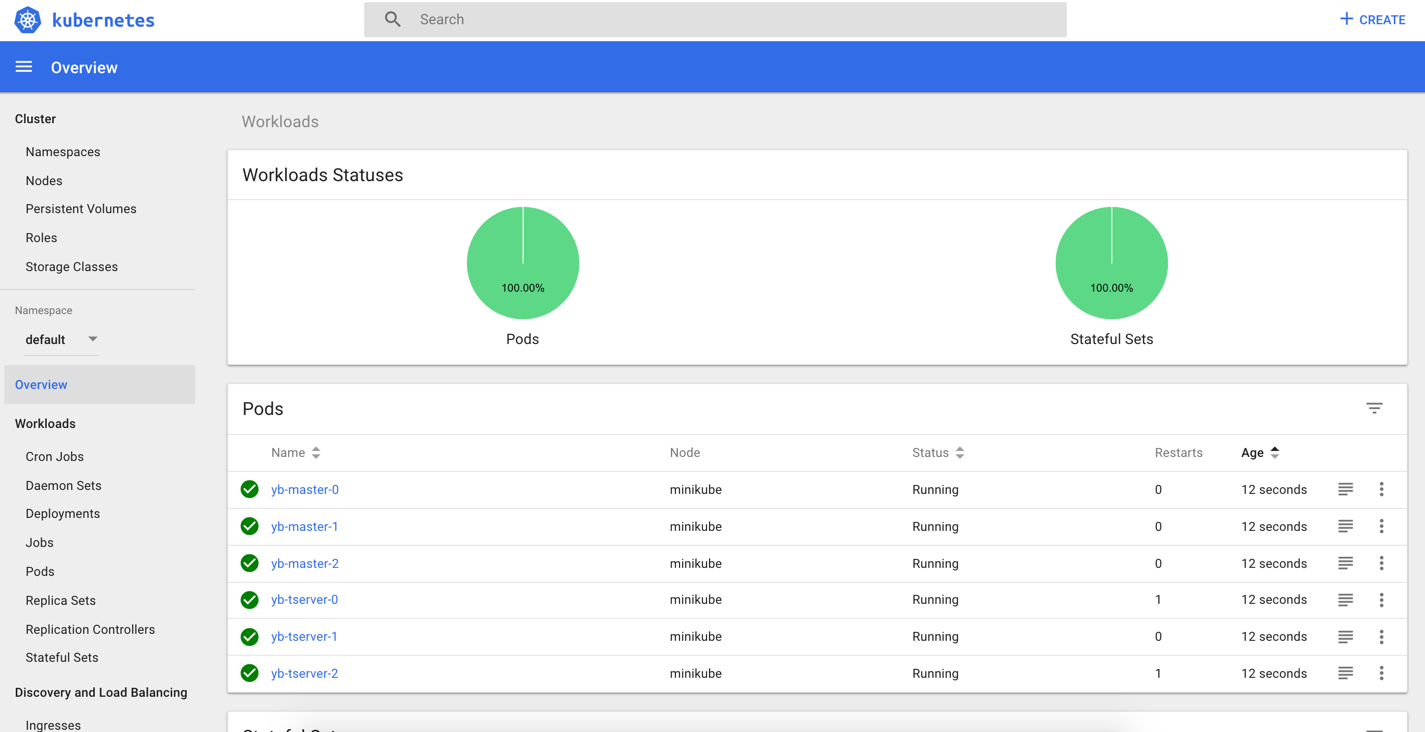 kubernetes
Search
CREATE
Overview
Cluster
Namespaces
Nodes
Persistent Volumes
Roles
Storage Classes
Namespace
default
Overview
Workloads
Cron Jobs
Daemon Sets
Deployments
Jobs
Pods
Replica Sets
Replication Controllers
Stateful Sets
Discovery and Load Balancing
Ingresses
Workloads
Workloads Statuses
100.00% 100.00%
Pods Stateful Sets
Pods
Name Node Status Restarts Age
yb-master-0 minikube Running 0 12 seconds
yb-master-1 minikube Running 0 12 seconds
yb-master-2 minikube Running 0 12 seconds
yb-tserver-0 minikube Running 1 12 seconds
yb-tserver-1 minikube Running 0 12 seconds
yb-tserver-2 minikube Running 1 12 seconds